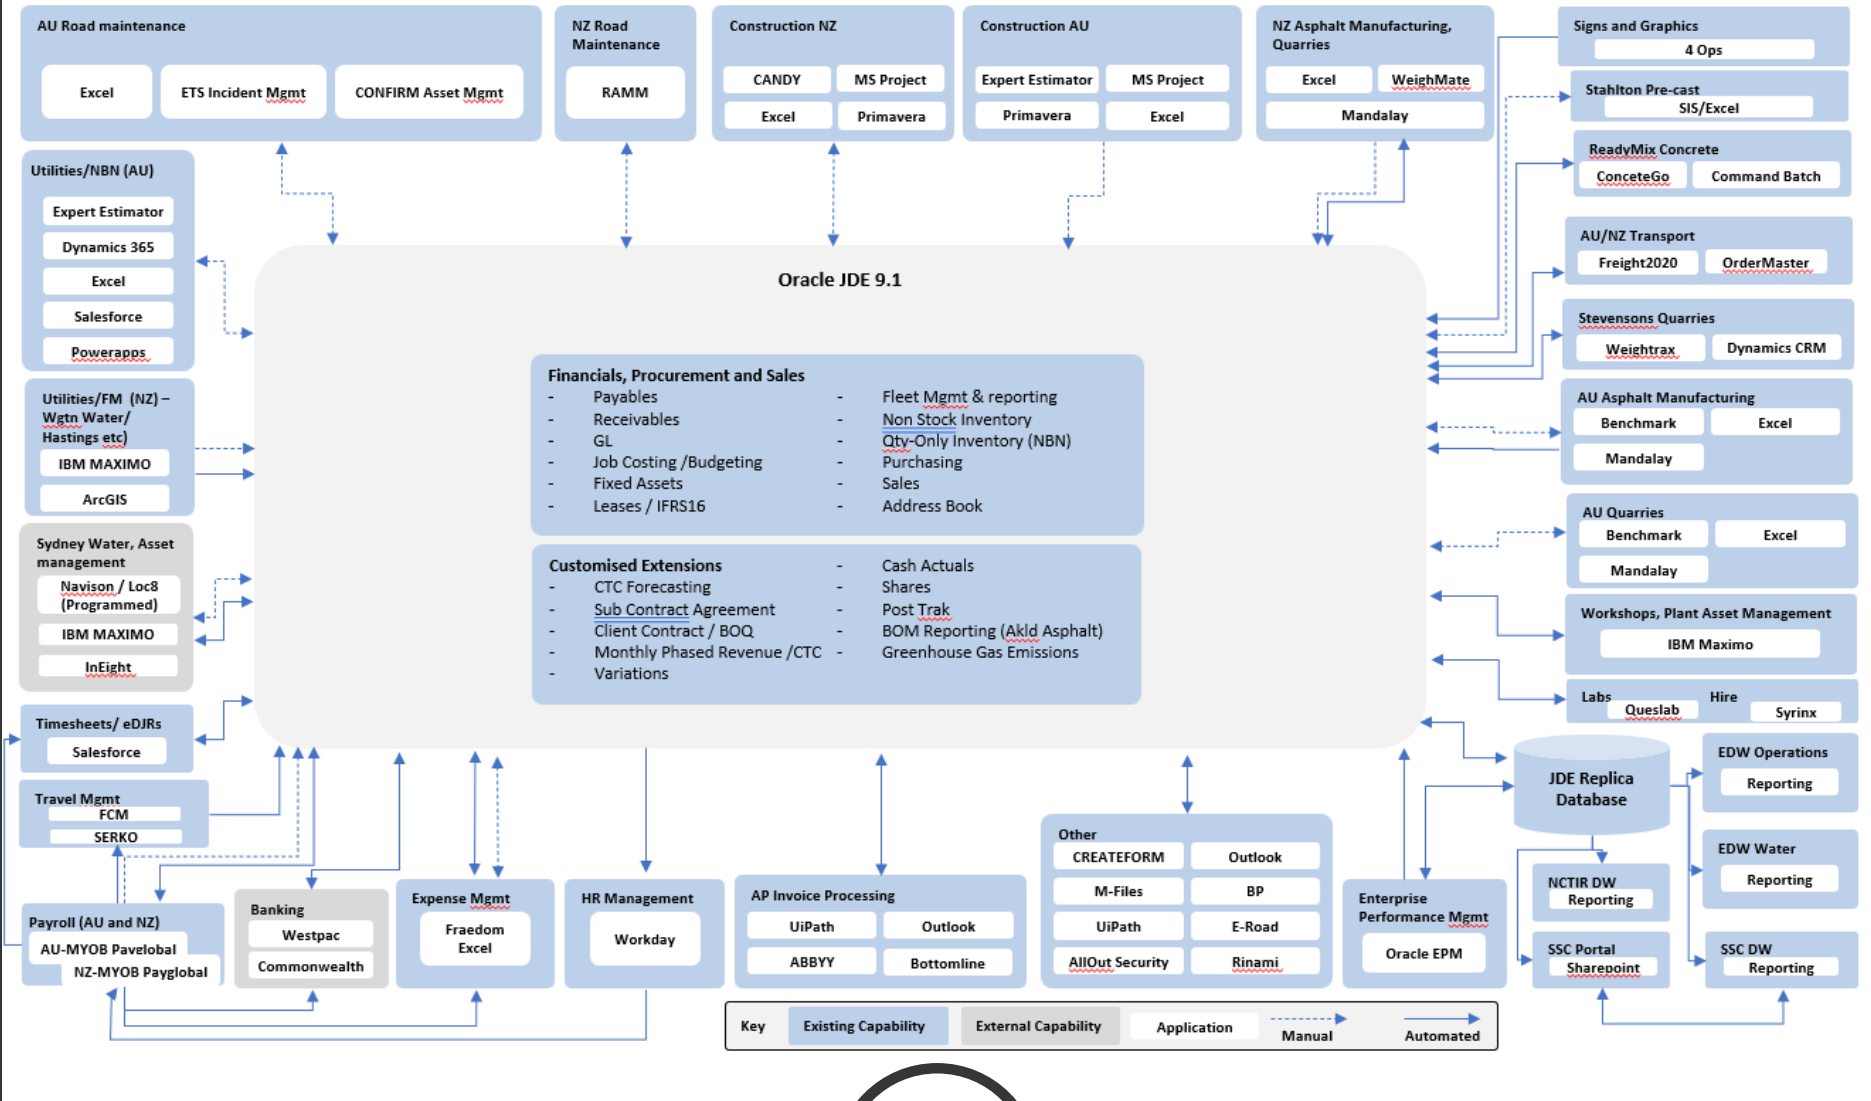 AU Road maintenance
Excel
ETS Incident Mgmt
CONFIRM Asset Mgmt
NZ Road
Maintenance
RAMM
Construction NZ
CANDY
MS Project
Excel
Primavera
Construction AU
Expert Estimator
MS Project
Primavera
Excel
NZ Asphalt Manufacturing,
Quarries
Excel
WeighMate
Mandalay
Signs and Graphics
4 Ops
Stahlton Pre-cast
SIS/Excel
ReadyMix Concrete
ConceteGo
Command Batch
AU/NZ Transport
Freight2020
OrderMaster
Stevensons Quarries
Weightrax
Dynamics CRM
AU Asphalt Manufacturing
Benchmark
Excel
Mandalay
AU Quarries
Benchmark
Excel
Mandalay
Workshops, Plant Asset Management
IBM Maximo
Labs
Queslab
Hire
Syrinx
Utilities/NBN (AU)
Expert Estimator
Dynamics 365
Excel
Salesforce
Powerapps
Utilities/FM (NZ) –
Wgtn Water/
Hastings etc)
IBM MAXIMO
ArcGIS
Sydney Water, Asset
management
Navison / Loc8
(Programmed)
IBM MAXIMO
InEight
Timesheets/ eDJRs
Salesforce
Travel Mgmt
FCM
SERKO
Payroll (AU and NZ)
AU-MYOB Payglobal
NZ-MYOB Payglobal
Oracle JDE 9.1
Financials, Procurement and Sales
- Payables
- Receivables
- GL
- Job Costing /Budgeting
- Fixed Assets
- Leases / IFRS16
- Fleet Mgmt & reporting
- Non Stock Inventory
- Qty-Only Inventory (NBN)
- Purchasing
- Sales
- Address Book
Customised Extensions
- CTC Forecasting
- Sub Contract Agreement
- Client Contract / BOQ
- Monthly Phased Revenue /CTC
- Variations
- Cash Actuals
- Shares
- Post Trak
- BOM Reporting (Akld Asphalt)
- Greenhouse Gas Emissions
Banking
Westpac
Commonwealth
Expense Mgmt
Fraedom
Excel
HR Management
Workday
AP Invoice Processing
UiPath
Outlook
ABBYY
Bottomline
Other
CREATEFORM
Outlook
M-Files
BP
UiPath
E-Road
AllOut Security
Rinami
Enterprise
Performance Mgmt
Oracle EPM
JDE Replica
Database
EDW Operations
Reporting
EDW Water
Reporting
NCTIR DW
Reporting
SSC Portal
Sharepoint
SSC DW
Reporting
Key
Existing Capability
External Capability
Application
Manual
Automated